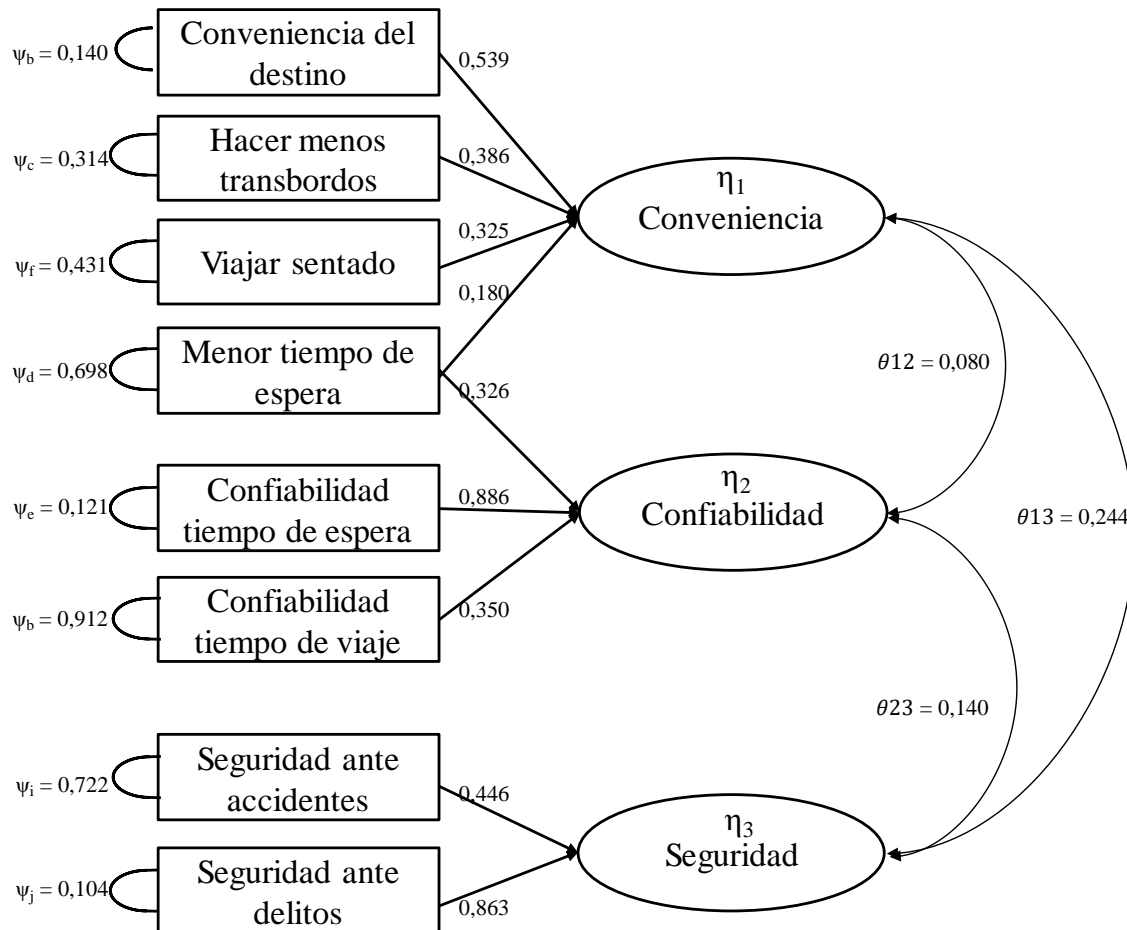 ψb = 0,140
Conveniencia del
destino
0,539
ψc = 0,314
Hacer menos
transbordos
0,386
ψf = 0,431
Viajar sentado
0,325
0,180
ψd = 0,698
Menor tiempo de
espera
0,326
ψe = 0,121
Confiabilidad
tiempo de espera
0,886
ψb = 0,912
Confiabilidad
tiempo de viaje
0,350
ψi = 0,722
Seguridad ante
accidentes
0,446
ψj = 0,104
Seguridad ante
delitos
0,863
η1
Conveniencia
η2
Confiabilidad
η3
Seguridad
θ12 = 0,080
θ13 = 0,244
θ23 = 0,140